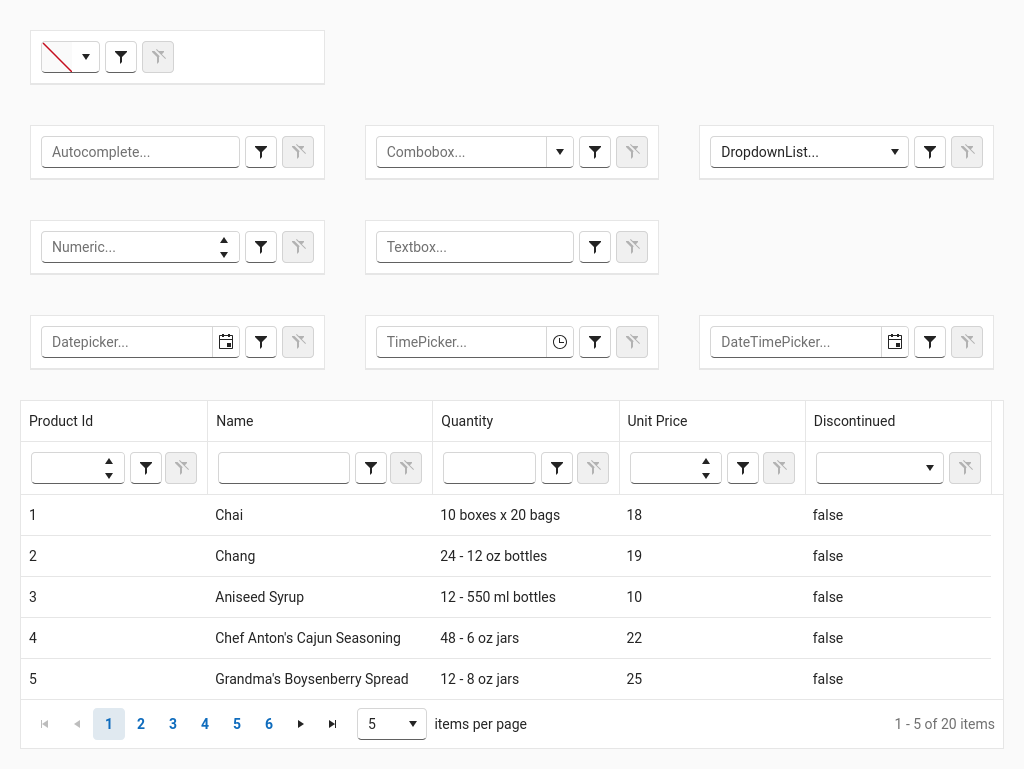 Autocomplete... Combobox... DropdownList...
Numeric... Textbox...
Datepicker... TimePicker... DateTimePicker...
Product Id Name Quantity Unit Price Discontinued
1 Chai 10 boxes x 20 bags 18 false
2 Chang 24 - 12 oz bottles 19 false
3 Aniseed Syrup 12 - 550 ml bottles 10 false
4 Chef Anton's Cajun Seasoning 48 - 6 oz jars 22 false
5 Grandma's Boysenberry Spread 12 - 8 oz jars 25 false
1 2 3 4 5 6 5 items per page 1 - 5 of 20 items